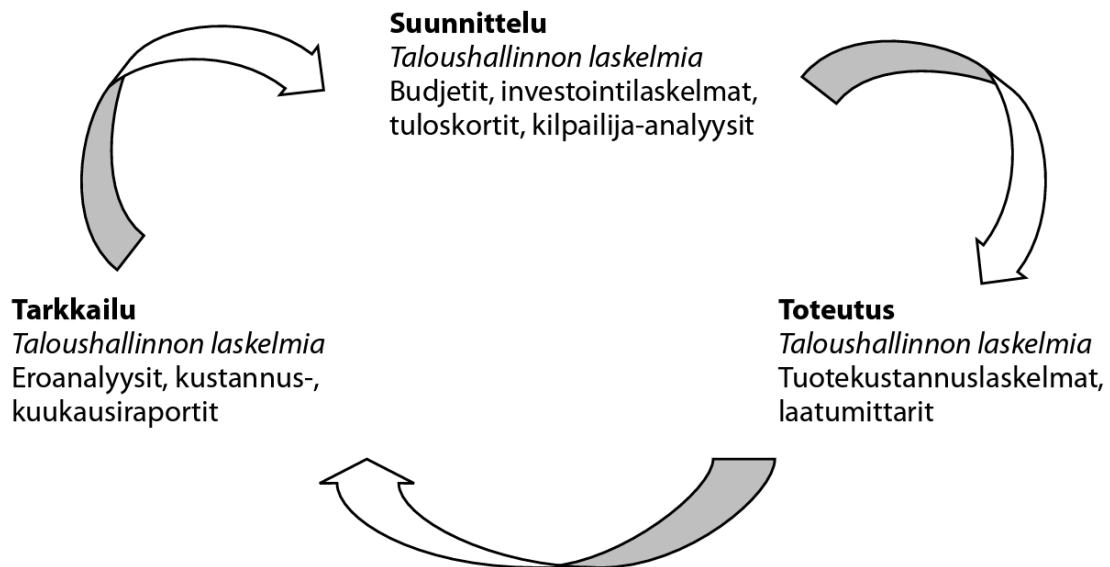 Suunnittelu
Taloushallinnon laskelmia
Budjetit, investointilaskelmat,
tuloskortit, kilpailija-analyysit
Tarkkailu
Taloushallinnon laskelmia
Eroanalyysit, kustannus-,
kuukausiraportit
Toteutus
Taloushallinnon laskelmia
Tuotekustannuslaskelmat,
laatumittarit